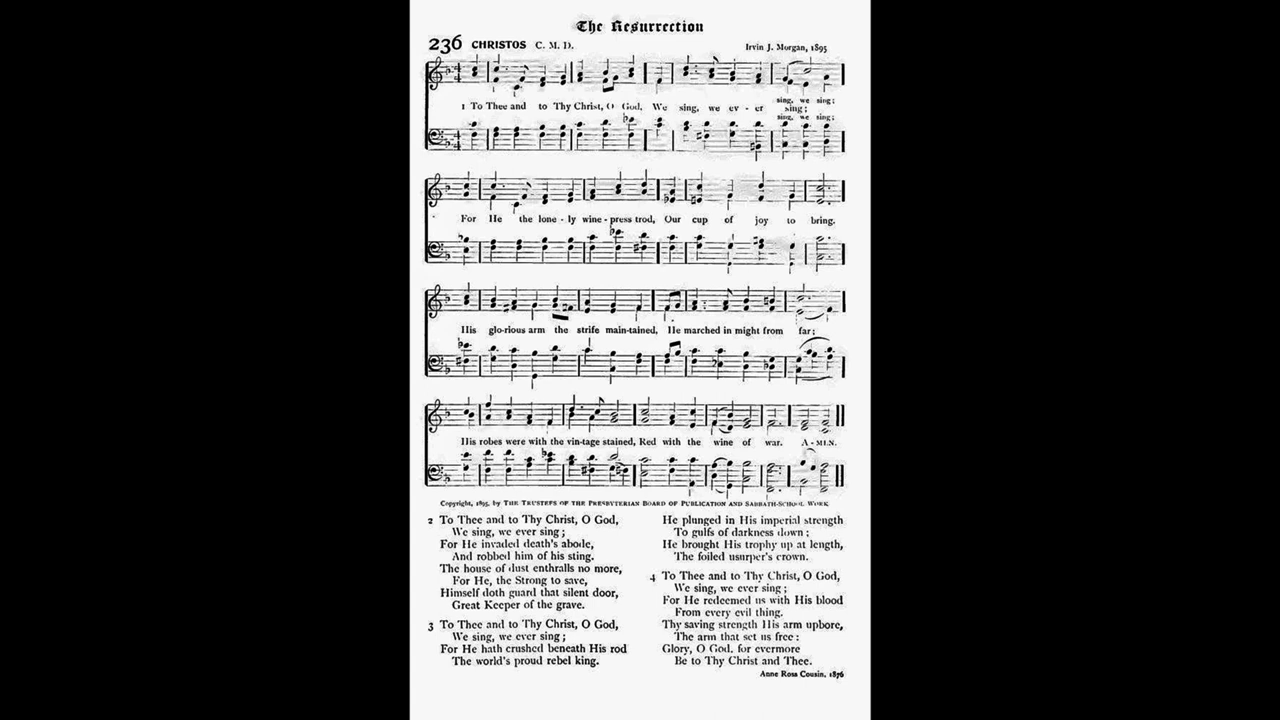 The Resurrection
236 CHRISTOS C. M. D. Irvin J. Morgan, 1895
sing, we sing;
1 To Thee and to Thy Christ, O God, We sing, we ev - er sing;
sing, we sing;
For He the lone - ly wine - press trod, Our cup of joy to bring.
His glo-rious arm the strife main-tained, He marched in might from far;
His robes were with the vin-tage stained, Red with the wine of war. A - MEN.
Copyright, 1895, by THE TRUSTEES OF THE PRESBYTERIAN BOARD OF PUBLICATION AND SABBATH-SCHOOL WORK
2 To Thee and to Thy Christ, O God,
We sing, we ever sing;
For He invaded death's abode,
And robbed him of his sting.
The house of dust enthralls no more,
For He, the Strong to save,
Himself doth guard that silent door,
Great Keeper of the grave.
3 To Thee and to Thy Christ, O God,
We sing, we ever sing;
For He hath crushed beneath His rod
The world's proud rebel king.
He plunged in His imperial strength
To gulfs of darkness down;
He brought His trophy up at length,
The foiled usurper's crown.
4 To Thee and to Thy Christ, O God,
We sing, we ever sing;
For He redeemed us with His blood
From every evil thing.
Thy saving strength His arm upbore,
The arm that set us free:
Glory, O God, for evermore
Be to Thy Christ and Thee.
Anne Ross Cousin, 1876